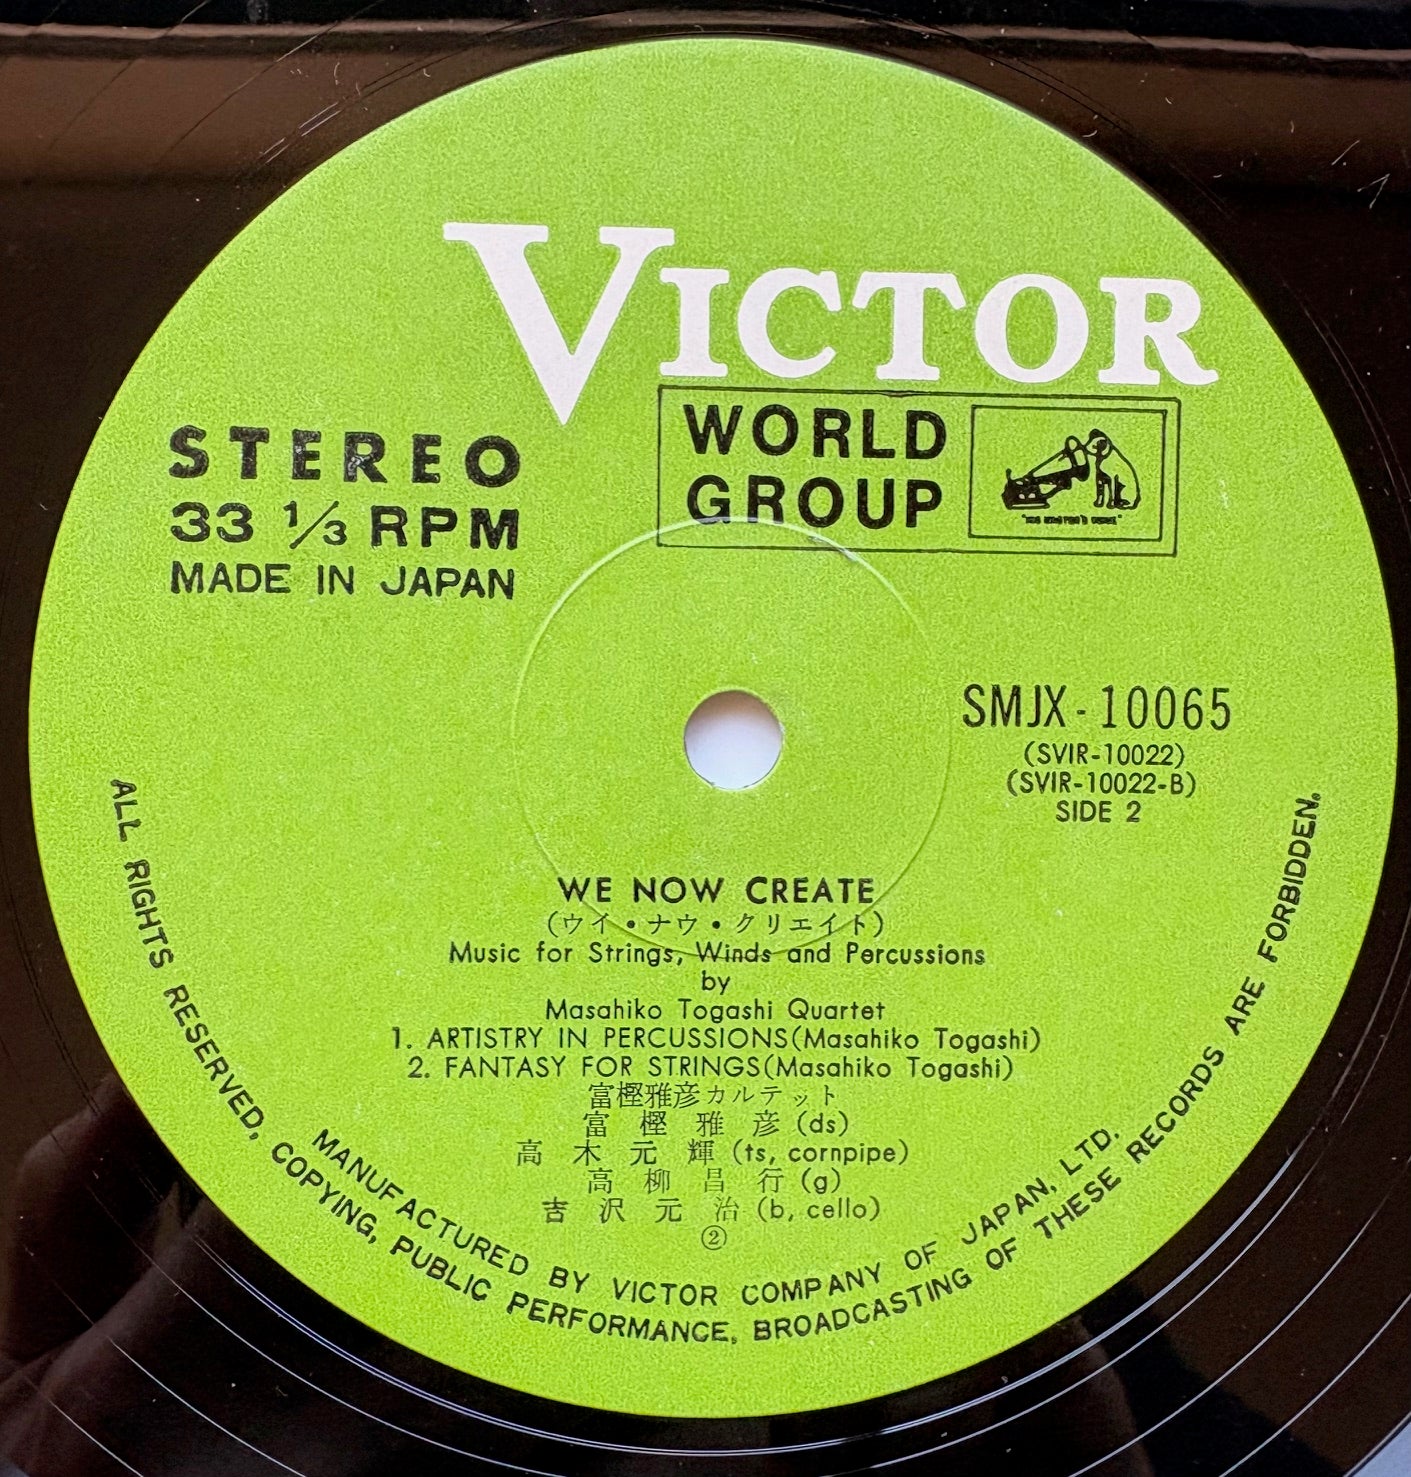 VICTOR
WORLD
GROUP
"HIS MASTER'S VOICE"
STEREO
33 1/3 RPM
MADE IN JAPAN
SMJX-10065
(SVIR-10022)
(SVIR-10022-B)
SIDE 2
WE NOW CREATE
(ウイ・ナウ・クリエイト)
Music for Strings, Winds and Percussions
by
Masahiko Togashi Quartet
1. ARTISTRY IN PERCUSSIONS(Masahiko Togashi)
2. FANTASY FOR STRINGS(Masahiko Togashi)
富樫雅彦カルテット
富樫雅彦 (ds)
高木元輝 (ts, cornpipe)
高柳昌行 (g)
吉沢元治 (b, cello)
②
MANUFACTURED BY VICTOR COMPANY OF JAPAN, LTD.
ALL RIGHTS RESERVED, COPYING, PUBLIC PERFORMANCE, BROADCASTING OF THESE RECORDS ARE FORBIDDEN.